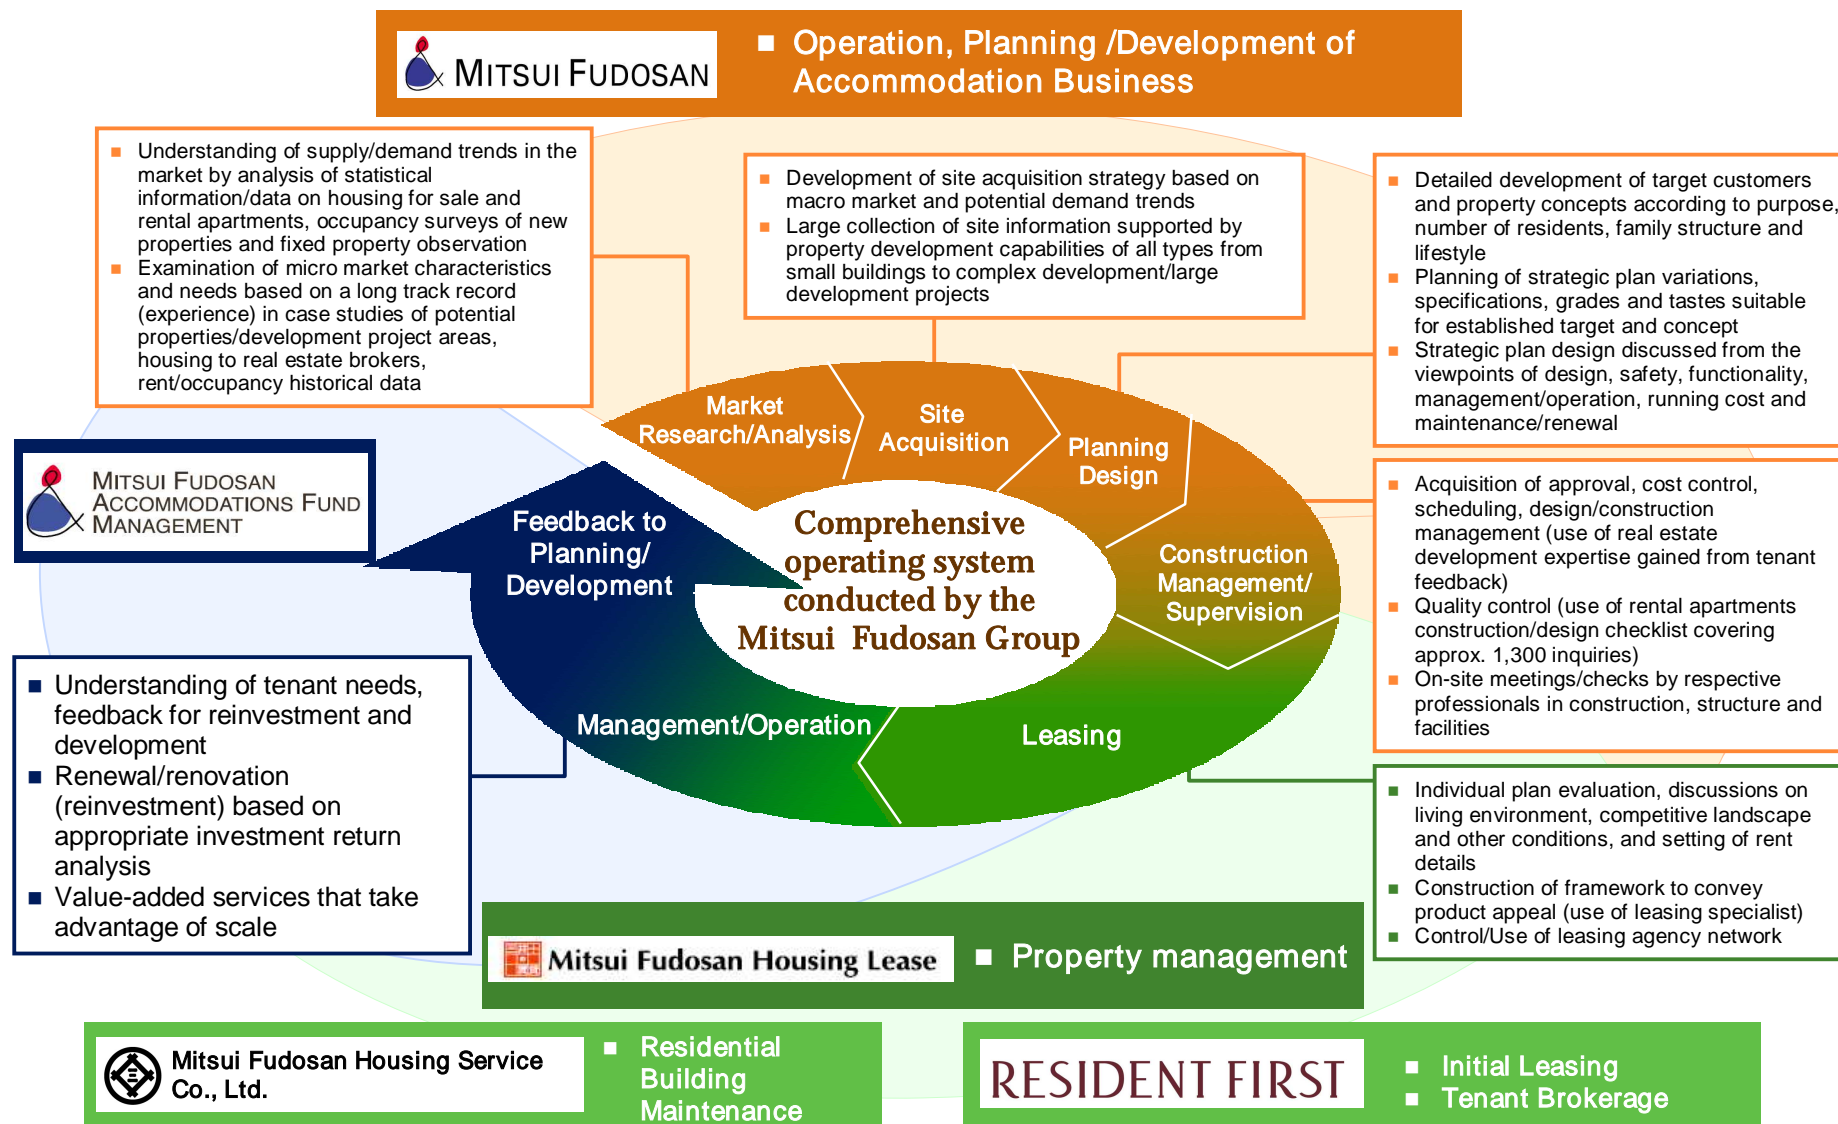 MITSUI FUDOSAN
■ Operation, Planning /Development of
Accommodation Business
■ Understanding of supply/demand trends in the
market by analysis of statistical
information/data on housing for sale and
rental apartments, occupancy surveys of new
properties and fixed property observation
■ Examination of micro market characteristics
and needs based on a long track record
(experience) in case studies of potential
properties/development project areas,
housing to real estate brokers,
rent/occupancy historical data
■ Development of site acquisition strategy based on
macro market and potential demand trends
■ Large collection of site information supported by
property development capabilities of all types from
small buildings to complex development/large
development projects
■ Detailed development of target customers
and property concepts according to purpose,
number of residents, family structure and
lifestyle
■ Planning of strategic plan variations,
specifications, grades and tastes suitable
for established target and concept
■ Strategic plan design discussed from the
viewpoints of design, safety, functionality,
management/operation, running cost and
maintenance/renewal
Market
Research/Analysis
Site
Acquisition
Planning
Design
Construction
Management/
Supervision
Leasing
Management/Operation
Feedback to
Planning/
Development
Comprehensive
operating system
conducted by the
Mitsui Fudosan Group
MITSUI FUDOSAN
ACCOMMODATIONS FUND
MANAGEMENT
■ Acquisition of approval, cost control,
scheduling, design/construction
management (use of real estate
development expertise gained from tenant
feedback)
■ Quality control (use of rental apartments
construction/design checklist covering
approx. 1,300 inquiries)
■ On-site meetings/checks by respective
professionals in construction, structure and
facilities
■ Understanding of tenant needs,
feedback for reinvestment and
development
■ Renewal/renovation
(reinvestment) based on
appropriate investment return
analysis
■ Value-added services that take
advantage of scale
■ Individual plan evaluation, discussions on
living environment, competitive landscape
and other conditions, and setting of rent
details
■ Construction of framework to convey
product appeal (use of leasing specialist)
■ Control/Use of leasing agency network
Mitsui Fudosan Housing Lease
■ Property management
Mitsui Fudosan Housing Service
Co., Ltd.
■ Residential
Building
Maintenance
RESIDENT FIRST
■ Initial Leasing
■ Tenant Brokerage